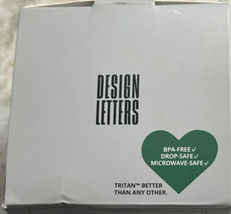 DESIGN
LETTERS
BPA-FREE✓
DROP-SAFE✓
MICROWAVE-SAFE✓
TRITAN™ BETTER
THAN ANY OTHER.